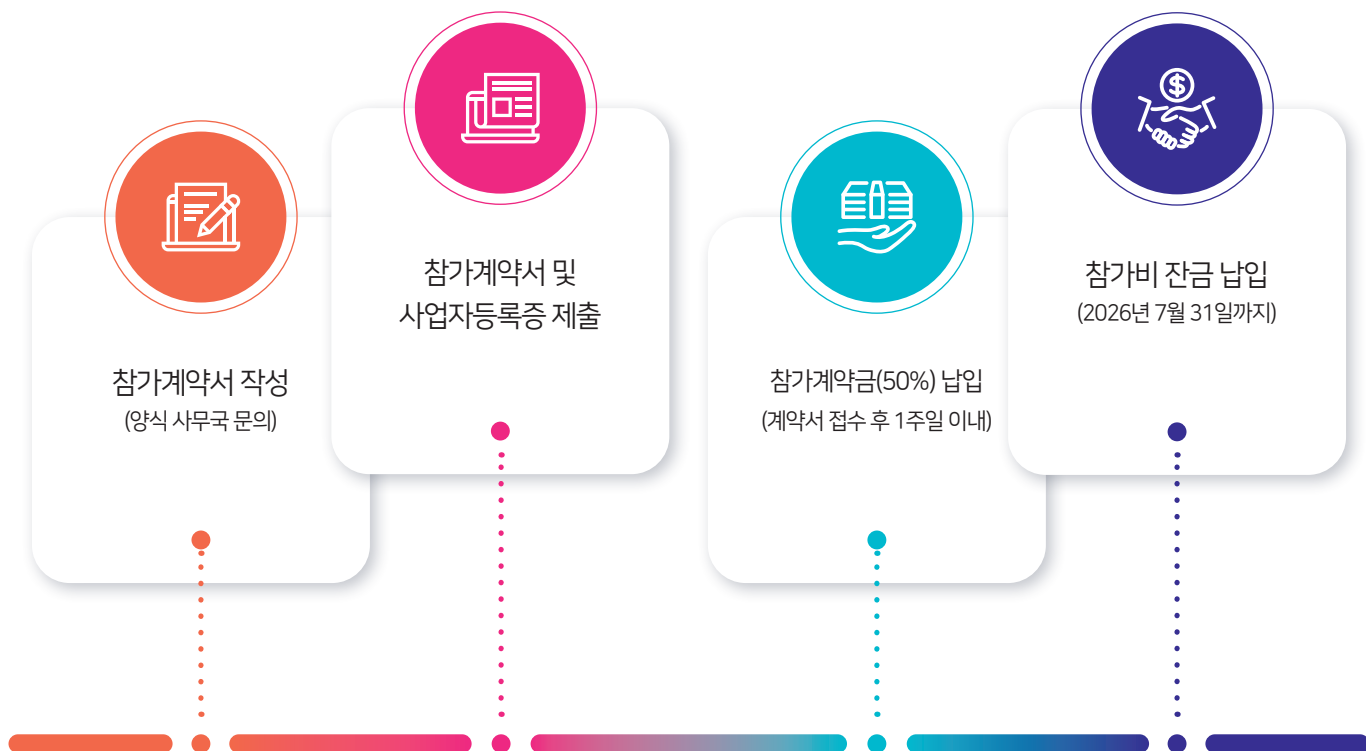 참가계약서 작성
(양식 사무국 문의)
참가계약서 및
사업자등록증 제출
참가계약금(50%) 납입
(계약서 접수 후 1주일 이내)
참가비 잔금 납입
(2026년 7월 31일까지)